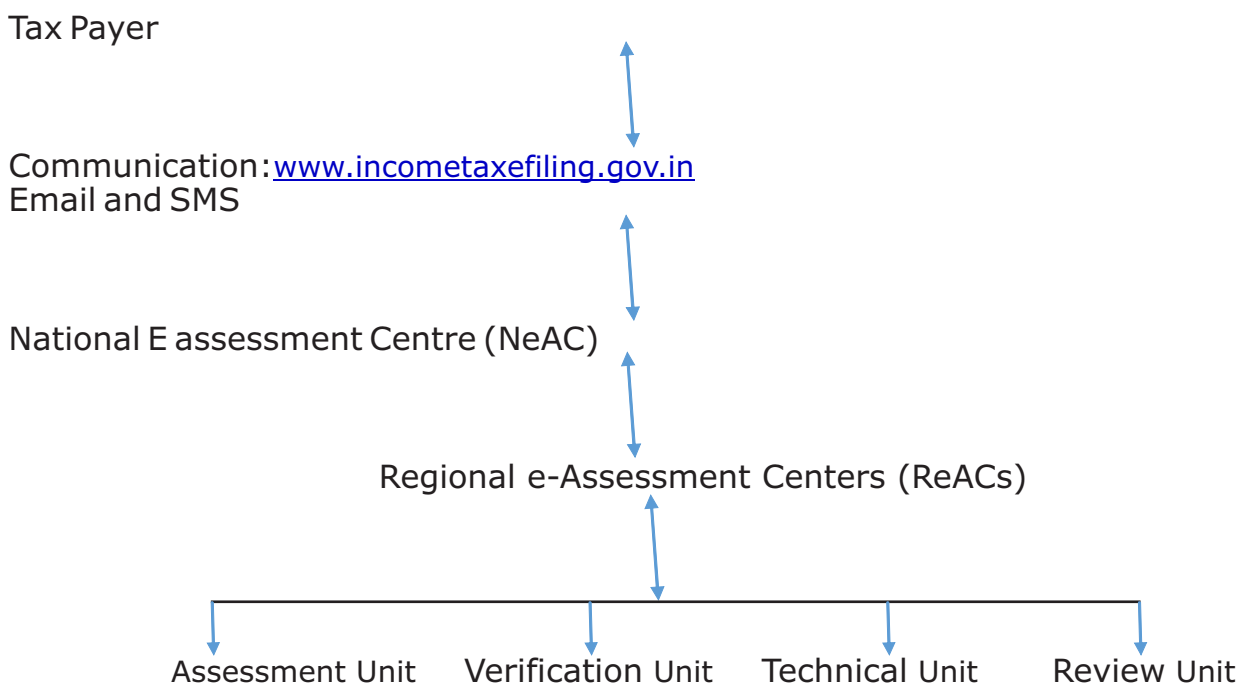 Tax Payer
Communication:www.incometaxefiling.gov.in
Email and SMS
National E assessment Centre (NeAC)
Regional e-Assessment Centers (ReACs)
Assessment Unit Verification Unit Technical Unit Review Unit